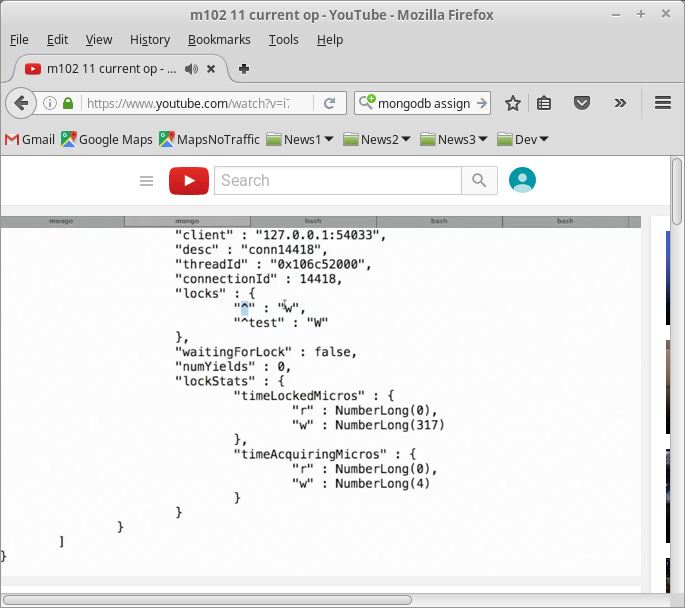 m102 11 current op - YouTube - Mozilla Firefox
File Edit View History Bookmarks Tools Help
m102 11 current op - ...
https://www.youtube.com/watch?v=i7
mongodb assign
Gmail Google Maps MapsNoTraffic News1 News2 News3 Dev
Search
mongo mongo bash bash bash
"client" : "127.0.0.1:54033",
"desc" : "conn14418",
"threadId" : "0x106c52000",
"connectionId" : 14418,
"locks" : {
"^" : "w",
"^test" : "W"
},
"waitingForLock" : false,
"numYields" : 0,
"lockStats" : {
"timeLockedMicros" : {
"r" : NumberLong(0),
"w" : NumberLong(317)
},
"timeAcquiringMicros" : {
"r" : NumberLong(0),
"w" : NumberLong(4)
}
}
}
]
}